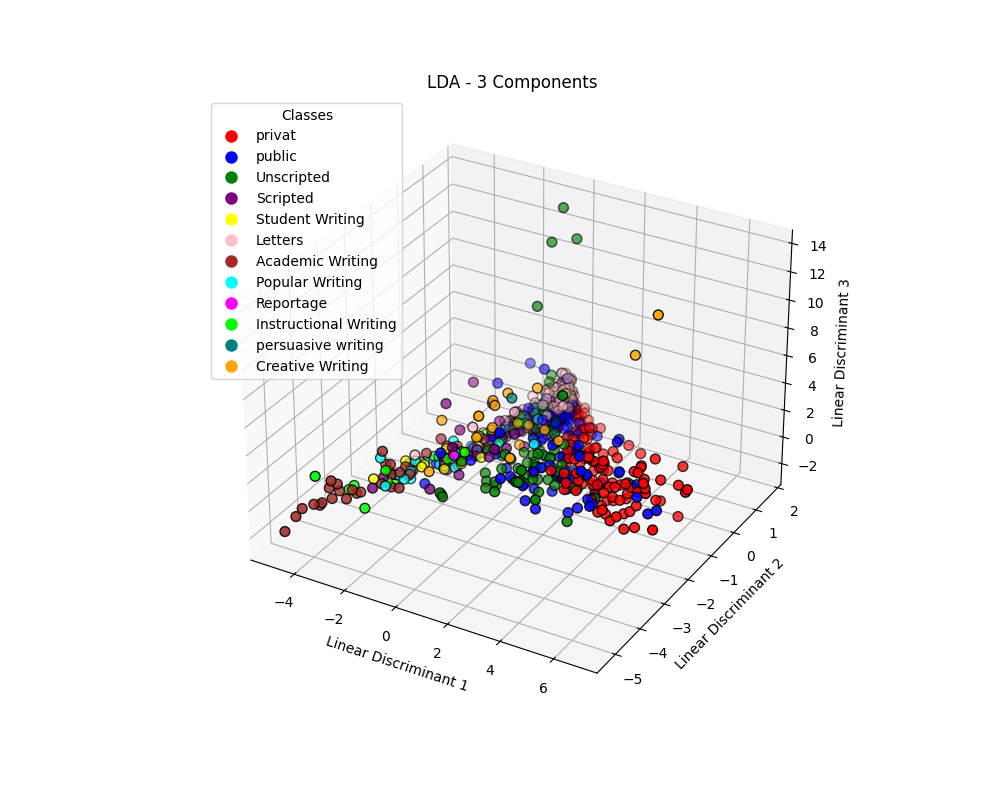 LDA - 3 Components
Classes
privat
public
Unscripted
Scripted
Student Writing
Letters
Academic Writing
Popular Writing
Reportage
Instructional Writing
persuasive writing
Creative Writing
14
12
10
8
6
4
2
0
−2
Linear Discriminant 3
2
1
0
−1
−2
−3
−4
−5
Linear Discriminant 2
−4
−2
0
2
4
6
Linear Discriminant 1